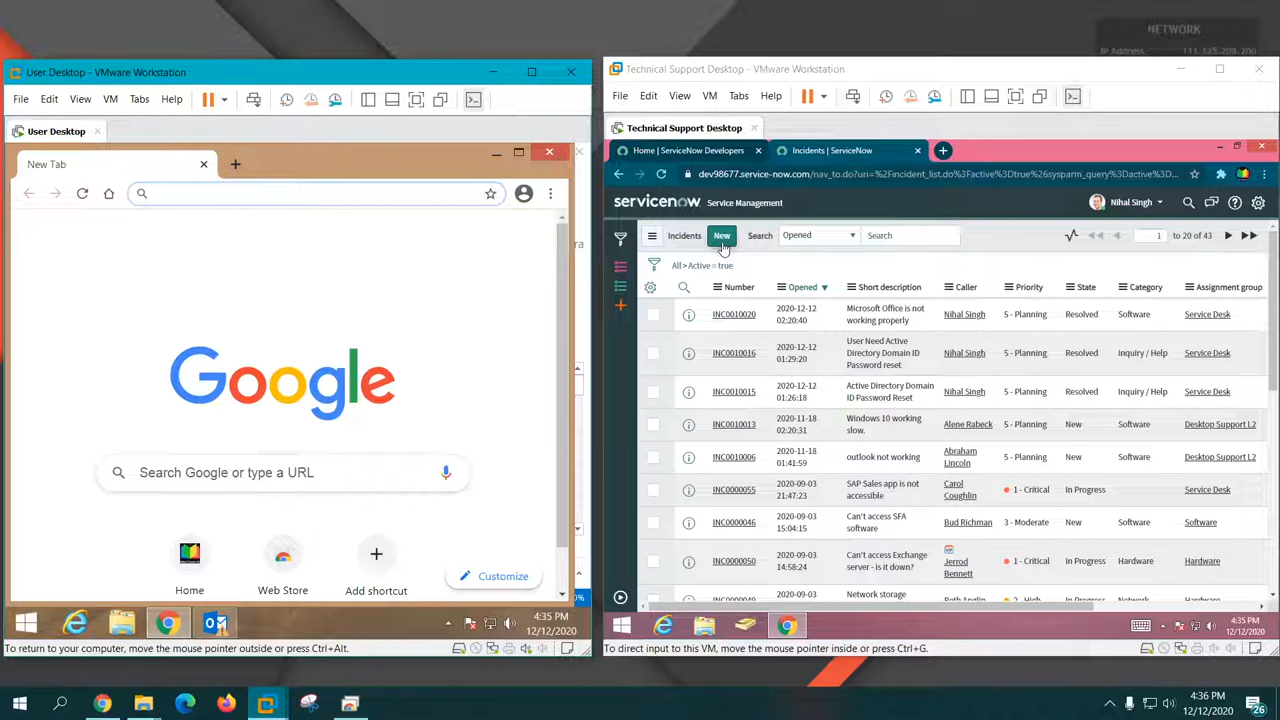 NETWORK
User Desktop - VMware Workstation
File Edit View VM Tabs Help
User Desktop
New Tab
Google
Search Google or type a URL
Home
Web Store
Add shortcut
Customize
4:35 PM
12/12/2020
To return to your computer, move the mouse pointer outside or press Ctrl+Alt.
Technical Support Desktop - VMware Workstation
File Edit View VM Tabs Help
Technical Support Desktop
Home | ServiceNow Developers
Incidents | ServiceNow
dev98677.service-now.com/nav_to.do?uri=%2Fincident_list.do%3Factive%3Dtrue%26sysparm_query%3Dactive%3D...
servicenow Service Management
Nihal Singh
Incidents New Search Opened Search 1 to 20 of 43
All > Active = true
Number Opened Short description Caller Priority State Category Assignment group
INC0010020 2020-12-12 02:20:40 Microsoft Office is not working properly Nihal Singh 5 - Planning Resolved Software Service Desk
INC0010016 2020-12-12 01:29:20 User Need Active Directory Domain ID Password reset Nihal Singh 5 - Planning Resolved Inquiry / Help Service Desk
INC0010015 2020-12-12 01:26:18 Active Directory Domain ID Password Reset Nihal Singh 5 - Planning Resolved Inquiry / Help Service Desk
INC0010013 2020-11-18 02:20:31 Windows 10 working slow. Alene Rabeck 5 - Planning New Software Desktop Support L2
INC0010006 2020-11-18 01:41:59 outlook not working Abraham Lincoln 5 - Planning New Software Desktop Support L2
INC0000055 2020-09-03 21:47:23 SAP Sales app is not accessible Carol Coughlin 1 - Critical In Progress Service Desk
INC0000046 2020-09-03 15:04:15 Can't access SFA software Bud Richman 3 - Moderate New Software Software
INC0000050 2020-09-03 14:58:24 Can't access Exchange server - is it down? Jerrod Bennett 1 - Critical In Progress Hardware Hardware
2020-09-03 Network storage
4:35 PM
12/12/2020
To direct input to this VM, move the mouse pointer inside or press Ctrl+G.
4:36 PM
12/12/2020
26